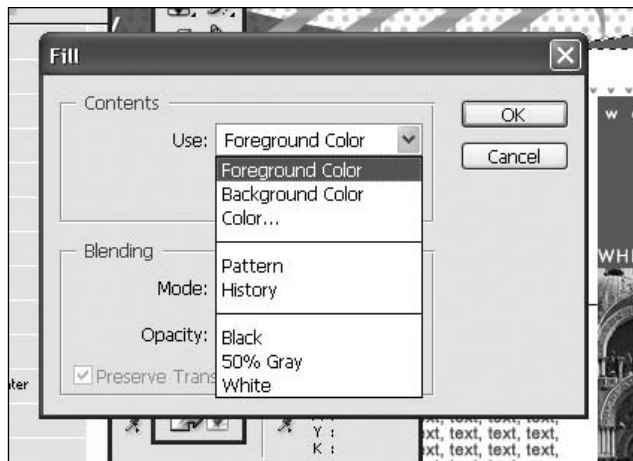 Fill
Contents
Use: Foreground Color
Foreground Color
Background Color
Color...
Pattern
History
Black
50% Gray
White
Blending
Mode:
Opacity:
Preserve Trans
OK
Cancel
W
WHI
ter
Y :
K :
ext, text, text, text,
ext, text, text, text,